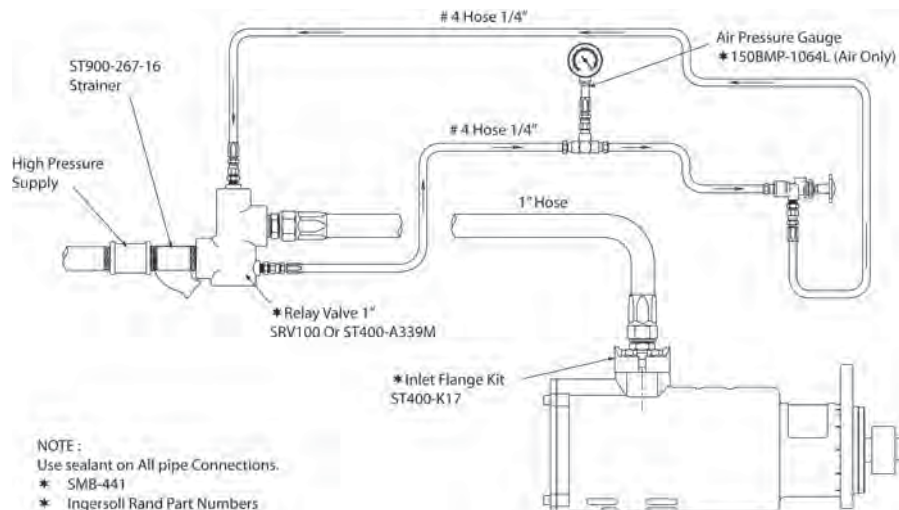 # 4 Hose 1/4"
Air Pressure Gauge
✱ 150BMP-1064L (Air Only)
ST900-267-16
Strainer
# 4 Hose 1/4"
High Pressure
Supply
1" Hose
✱ Relay Valve 1"
SRV100 Or ST400-A339M
✱ Inlet Flange Kit
ST400-K17
NOTE :
Use sealant on All pipe Connections.
✱ SMB-441
✱ Ingersoll Rand Part Numbers